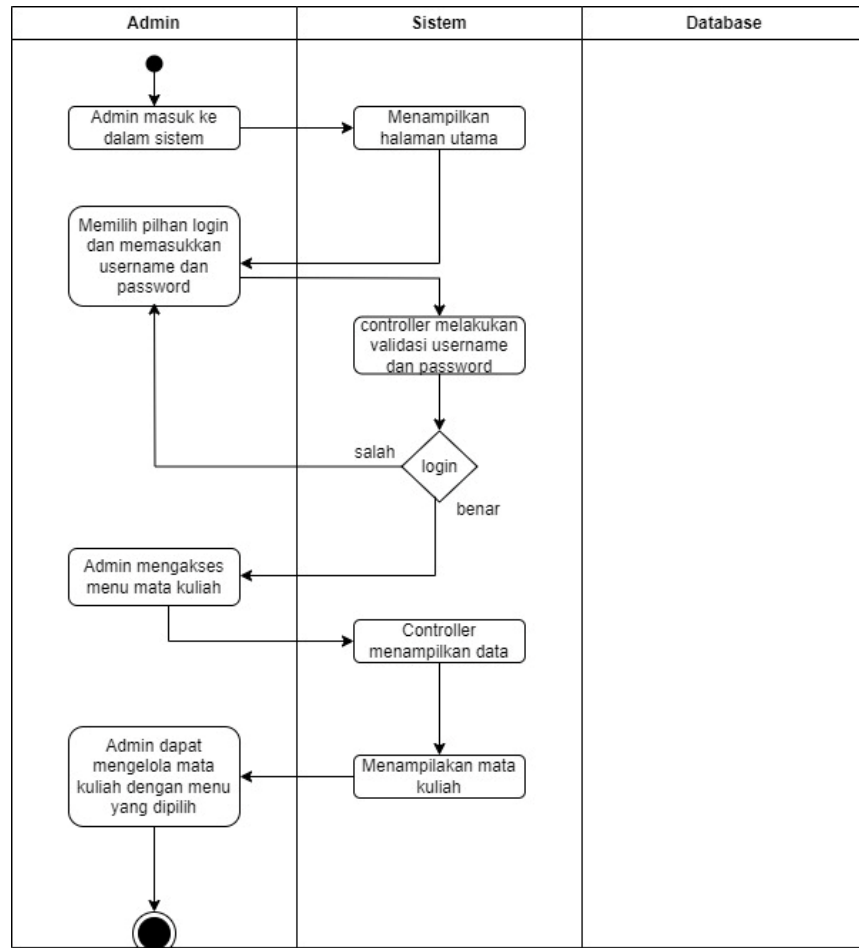 Admin
Sistem
Database
Admin masuk ke
dalam sistem
Menampilkan
halaman utama
Memilih pilhan login
dan memasukkan
username dan
password
controller melakukan
validasi username
dan password
salah
login
benar
Admin mengakses
menu mata kuliah
Controller
menampilkan data
Admin dapat
mengelola mata
kuliah dengan menu
yang dipilih
Menampilakan mata
kuliah